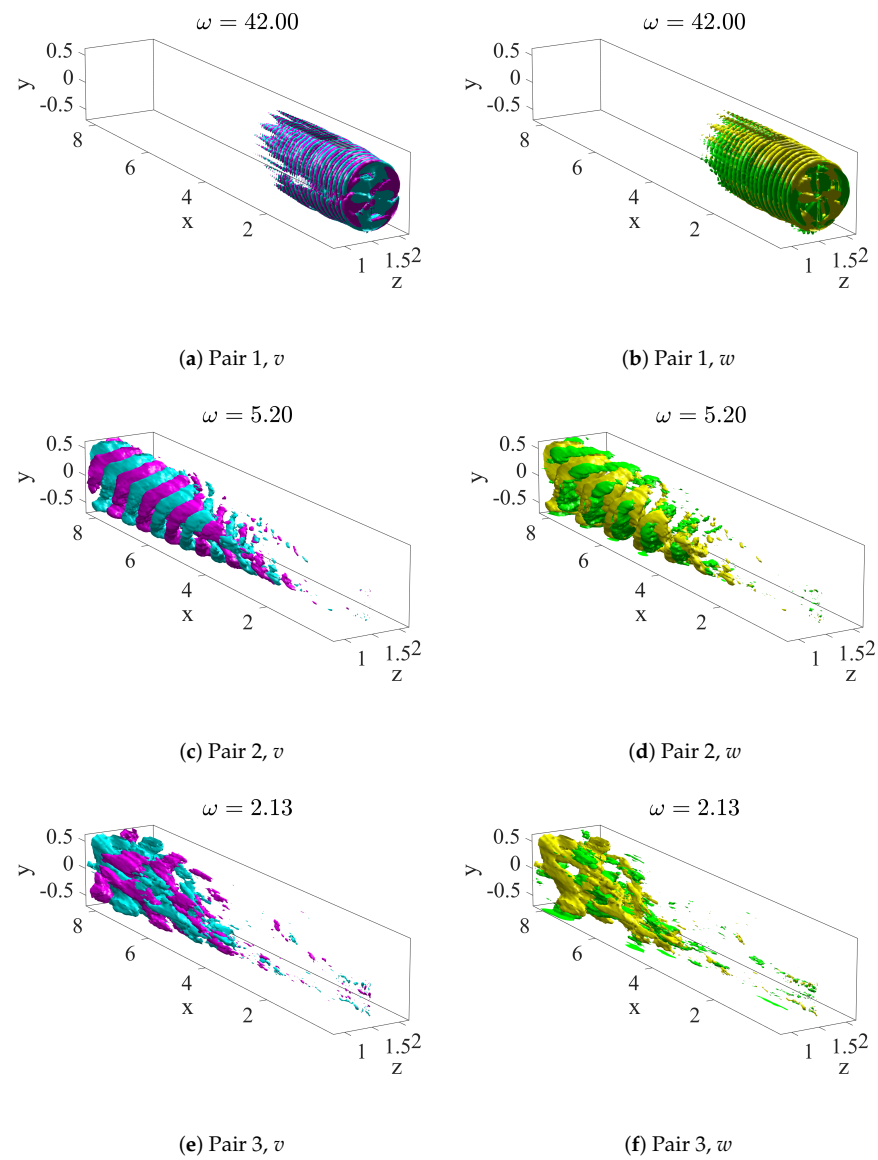 ω = 42.00
0.5
0
-0.5
y
8
6
4
2
x
1
1.5
2
z
(a) Pair 1, v
ω = 42.00
0.5
0
-0.5
y
8
6
4
2
x
1
1.5
2
z
(b) Pair 1, w
ω = 5.20
0.5
0
-0.5
y
8
6
4
2
x
1
1.5
2
z
(c) Pair 2, v
ω = 5.20
0.5
0
-0.5
y
8
6
4
2
x
1
1.5
2
z
(d) Pair 2, w
ω = 2.13
0.5
0
-0.5
y
8
6
4
2
x
1
1.5
2
z
(e) Pair 3, v
ω = 2.13
0.5
0
-0.5
y
8
6
4
2
x
1
1.5
2
z
(f) Pair 3, w